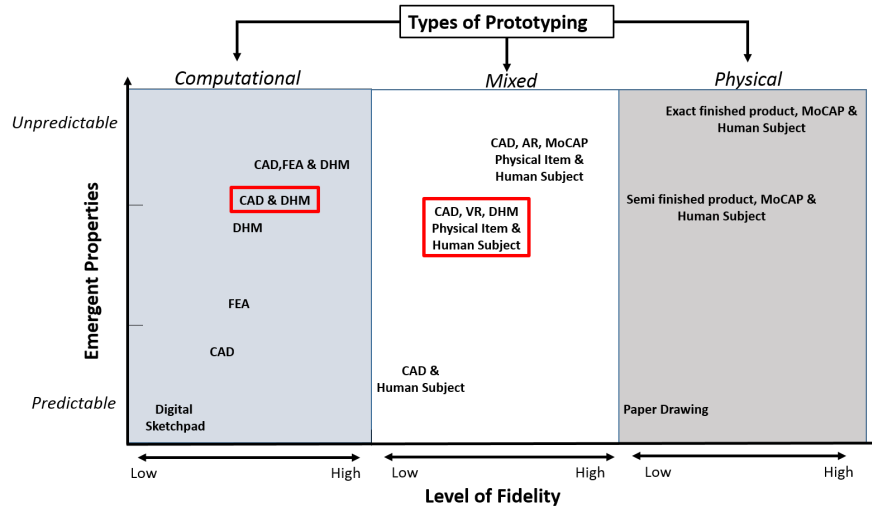 Types of Prototyping
Computational
Mixed
Physical
Emergent Properties
Unpredictable
Predictable
CAD,FEA & DHM
CAD & DHM
DHM
FEA
CAD
Digital
Sketchpad
CAD, AR, MoCAP
Physical Item &
Human Subject
CAD, VR, DHM
Physical Item &
Human Subject
CAD &
Human Subject
Exact finished product, MoCAP &
Human Subject
Semi finished product, MoCAP &
Human Subject
Paper Drawing
Low
High
Low
High
Low
High
Level of Fidelity